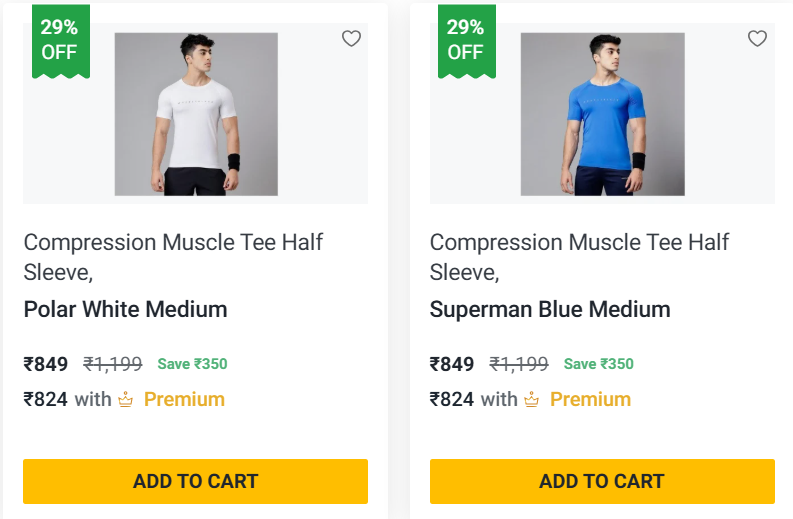 29%
OFF
Compression Muscle Tee Half
Sleeve,
Polar White Medium
₹849 ₹1,199 Save ₹350
₹824 with Premium
ADD TO CART
29%
OFF
Compression Muscle Tee Half
Sleeve,
Superman Blue Medium
₹849 ₹1,199 Save ₹350
₹824 with Premium
ADD TO CART